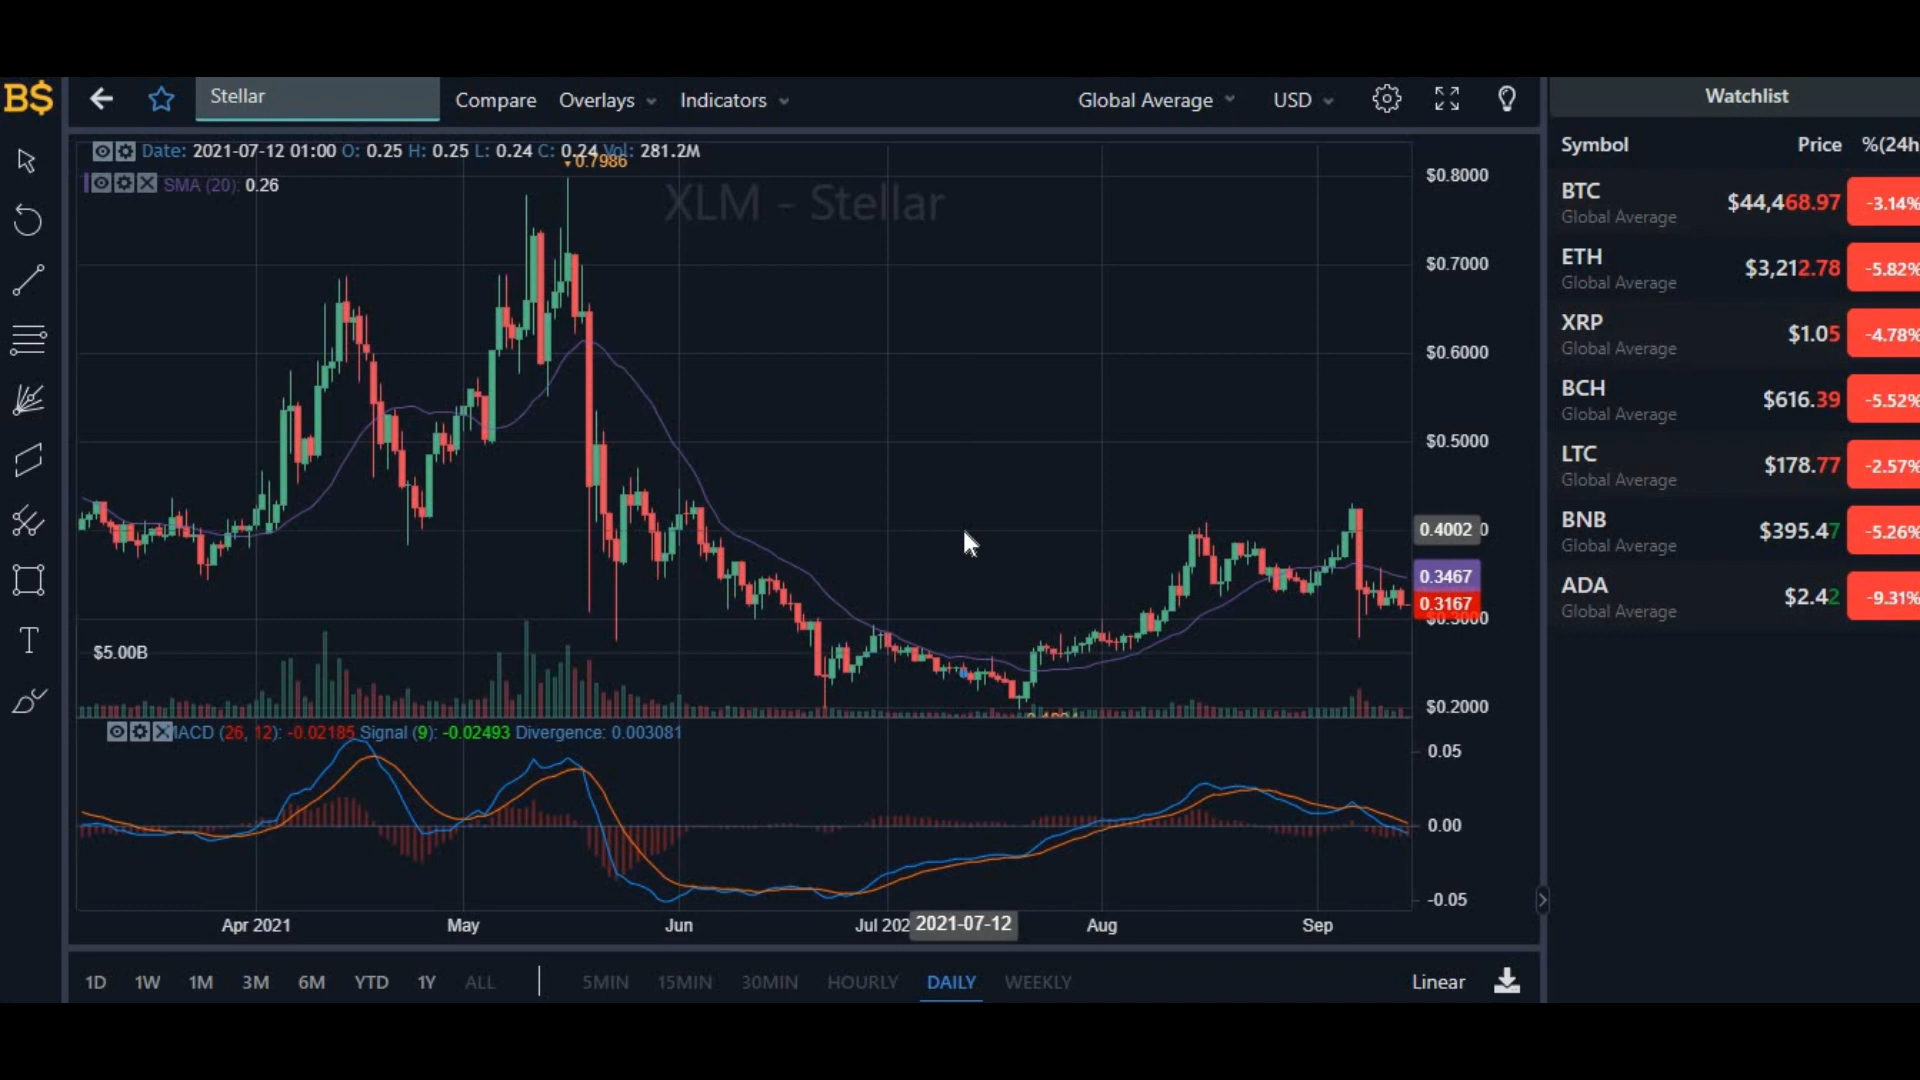 B$
Stellar
Compare
Overlays
Indicators
Global Average
USD
Watchlist
Date: 2021-07-12 01:00 O: 0.25 H: 0.25 L: 0.24 C: 0.24 Vol: 281.2M
0.7986
SMA (20): 0.26
XLM - Stellar
$0.8000
$0.7000
$0.6000
$0.5000
0.4002
0.3467
0.3167
$0.3000
$0.2000
$5.00B
MACD (26, 12): -0.02185 Signal (9): -0.02493 Divergence: 0.003081
0.05
0.00
-0.05
Apr 2021
May
Jun
Jul 202
2021-07-12
Aug
Sep
1D 1W 1M 3M 6M YTD 1Y ALL
5MIN 15MIN 30MIN HOURLY DAILY WEEKLY
Linear
Symbol Price %(24h
BTC $44,468.97 -3.14%
Global Average
ETH $3,212.78 -5.82%
Global Average
XRP $1.05 -4.78%
Global Average
BCH $616.39 -5.52%
Global Average
LTC $178.77 -2.57%
Global Average
BNB $395.47 -5.26%
Global Average
ADA $2.42 -9.31%
Global Average
T